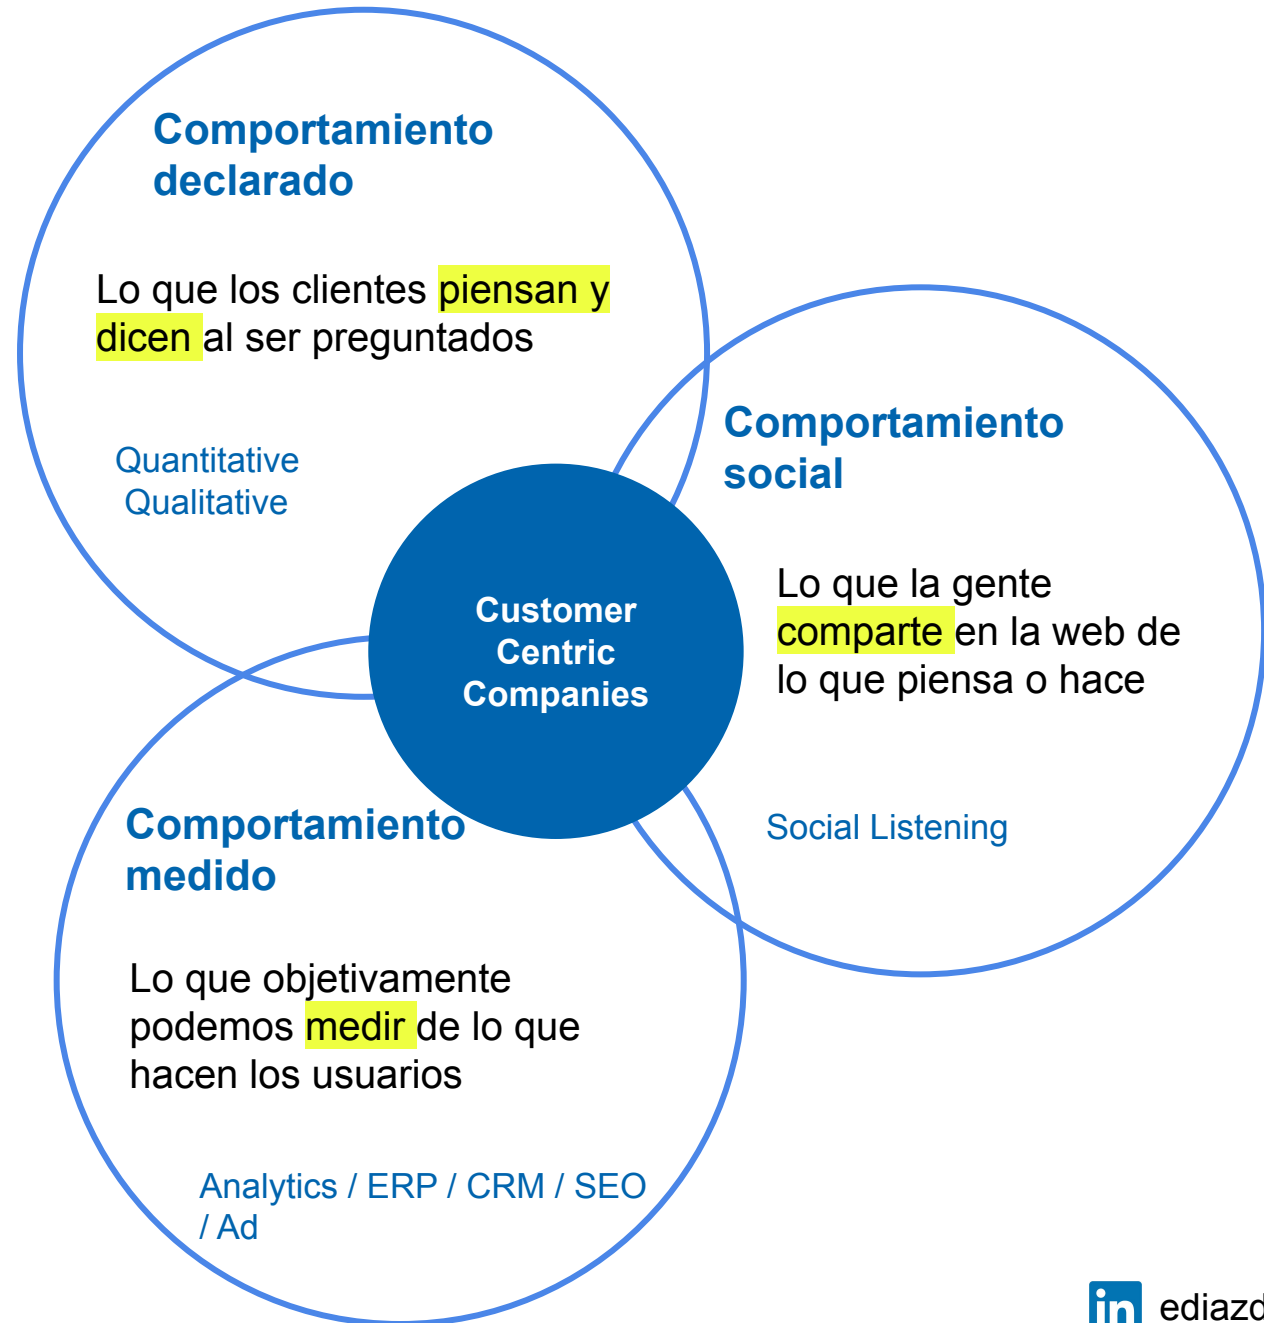 Comportamiento
declarado
Lo que los clientes piensan y
dicen al ser preguntados
Quantitative
Qualitative
Comportamiento
social
Lo que la gente
comparte en la web de
lo que piensa o hace
Social Listening
Customer
Centric
Companies
Comportamiento
medido
Lo que objetivamente
podemos medir de lo que
hacen los usuarios
Analytics / ERP / CRM / SEO
/ Ad
in ediazd